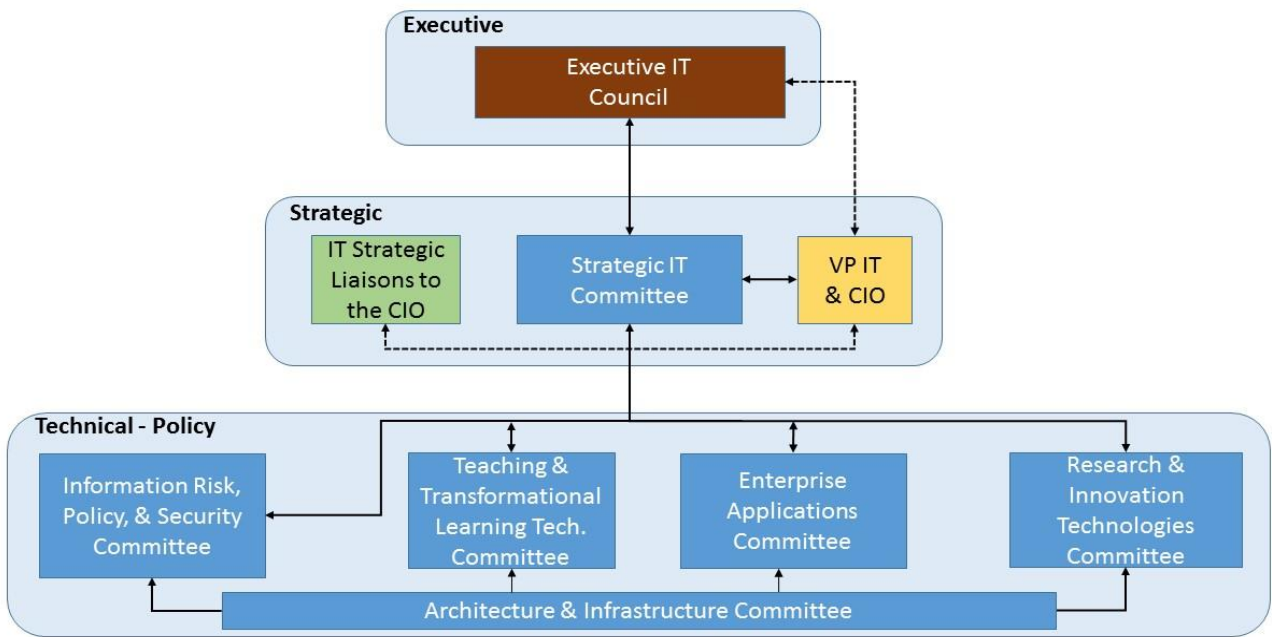 Executive
Executive IT
Council
Strategic
IT Strategic
Liaisons to
the CIO
Strategic IT
Committee
VP IT
& CIO
Technical - Policy
Information Risk,
Policy, & Security
Committee
Teaching &
Transformational
Learning Tech.
Committee
Enterprise
Applications
Committee
Research &
Innovation
Technologies
Committee
Architecture & Infrastructure Committee